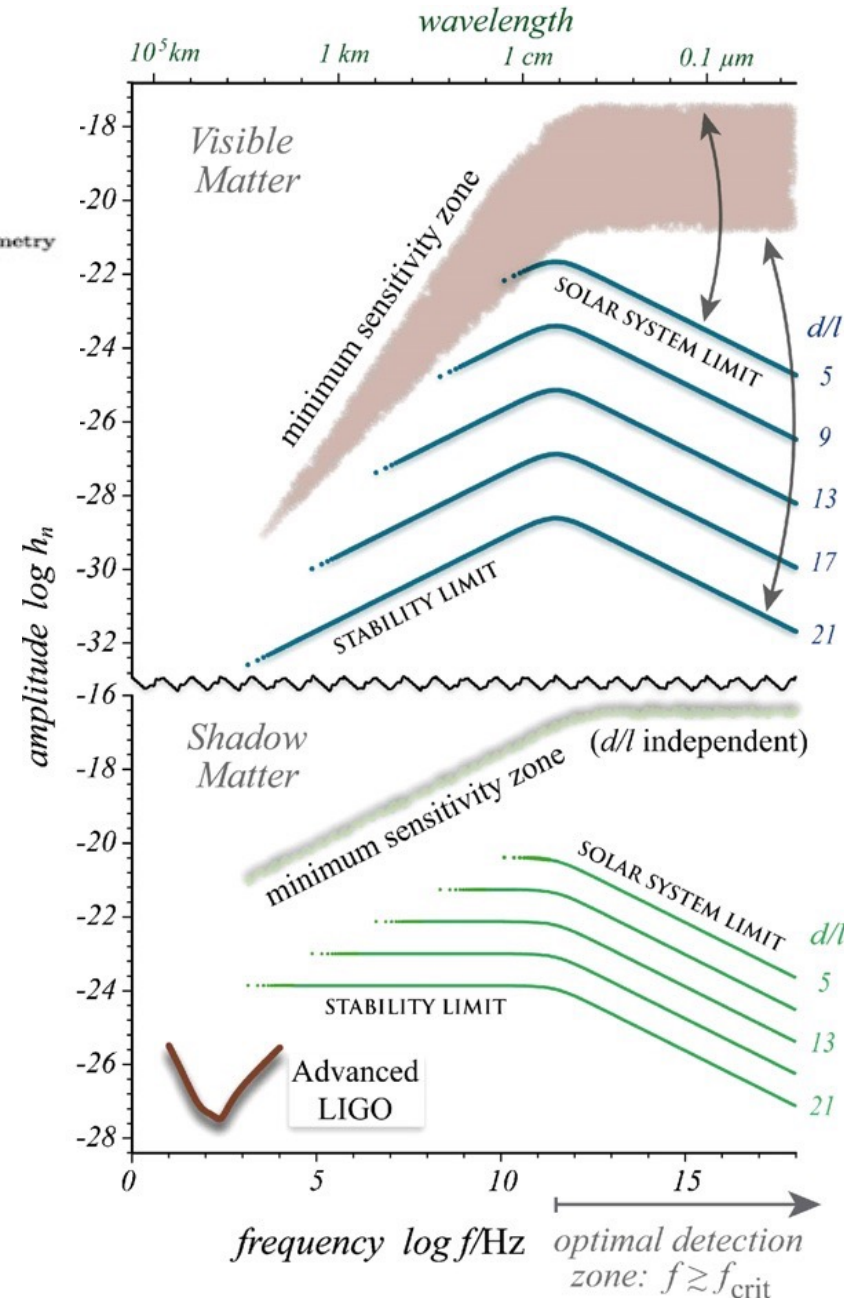 wavelength
10⁵km 1 km 1 cm 0.1 µm
Visible
Matter
-18
-20
-22
-24
-26
-28
-30
-32
metry
minimum sensitivity zone
SOLAR SYSTEM LIMIT
STABILITY LIMIT
d/l
5
9
13
17
21
amplitude log hₙ
-16
-18
-20
-22
-24
-26
-28
Shadow
Matter
(d/l independent)
minimum sensitivity zone
SOLAR SYSTEM LIMIT
STABILITY LIMIT
d/l
5
13
21
Advanced
LIGO
0 5 10 15
frequency log f/Hz
optimal detection
zone: f ≳ f_crit